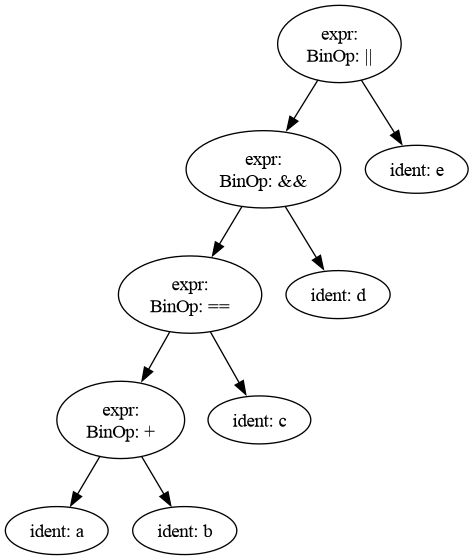 expr:
BinOp: ||
expr:
BinOp: &&
ident: e
expr:
BinOp: ==
ident: d
expr:
BinOp: +
ident: c
ident: a
ident: b